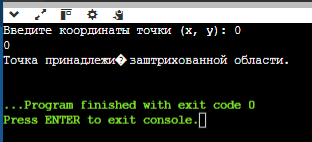 Введите координаты точки (x, y): 0
0
Точка принадлежи� заштрихованной области.
...Program finished with exit code 0
Press ENTER to exit console.